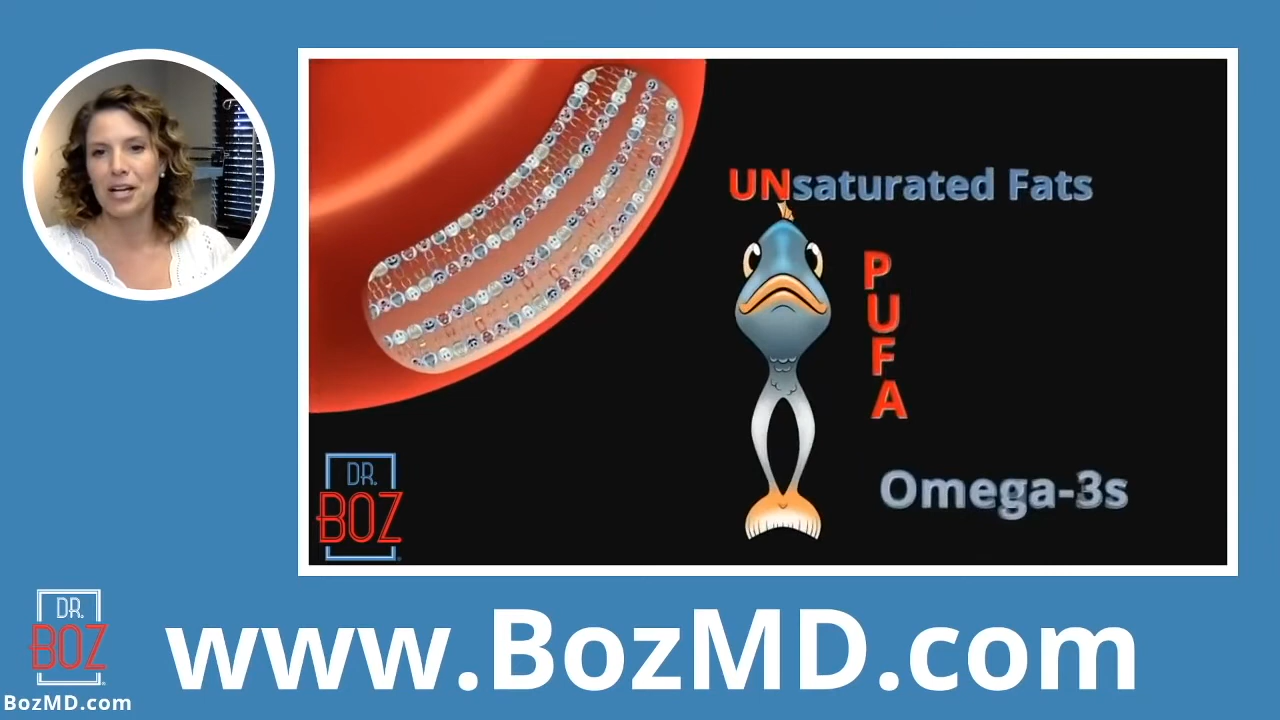 UNsaturated Fats
P
U
F
A
Omega-3s
DR.
BOZ
DR.
BOZ
www.BozMD.com
BozMD.com